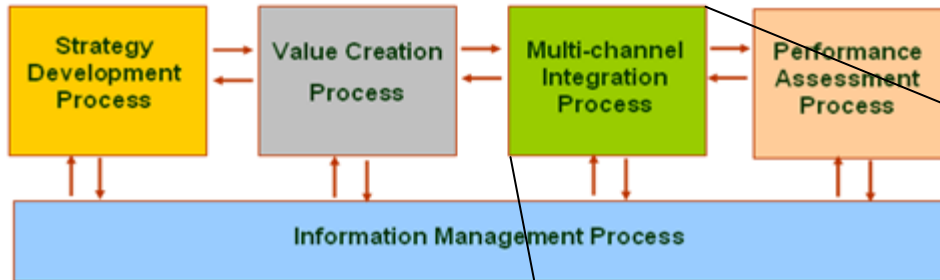 Strategy
Development
Process
Value Creation
Process
Multi-channel
Integration
Process
Performance
Assessment
Process
Information Management Process